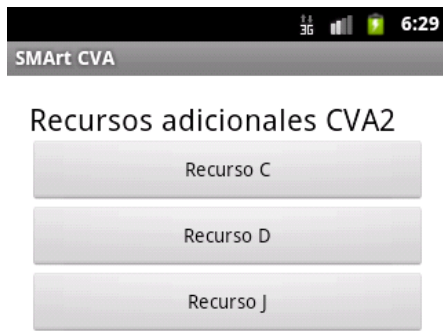 3G 6:29
SMArt CVA
Recursos adicionales CVA2
Recurso C
Recurso D
Recurso J